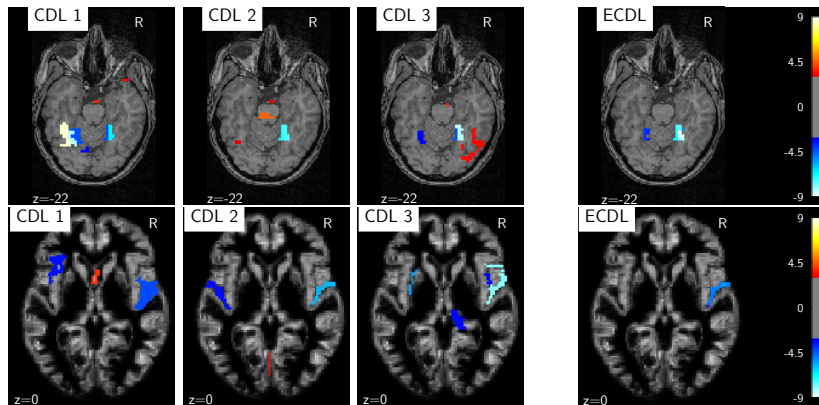 CDL 1
R
z=-22
CDL 2
R
z=-22
CDL 3
R
z=-22
ECDL
R
z=-22
9
4.5
0
-4.5
-9
CDL 1
R
z=0
CDL 2
R
z=0
CDL 3
R
z=0
ECDL
R
z=0
9
4.5
0
-4.5
-9